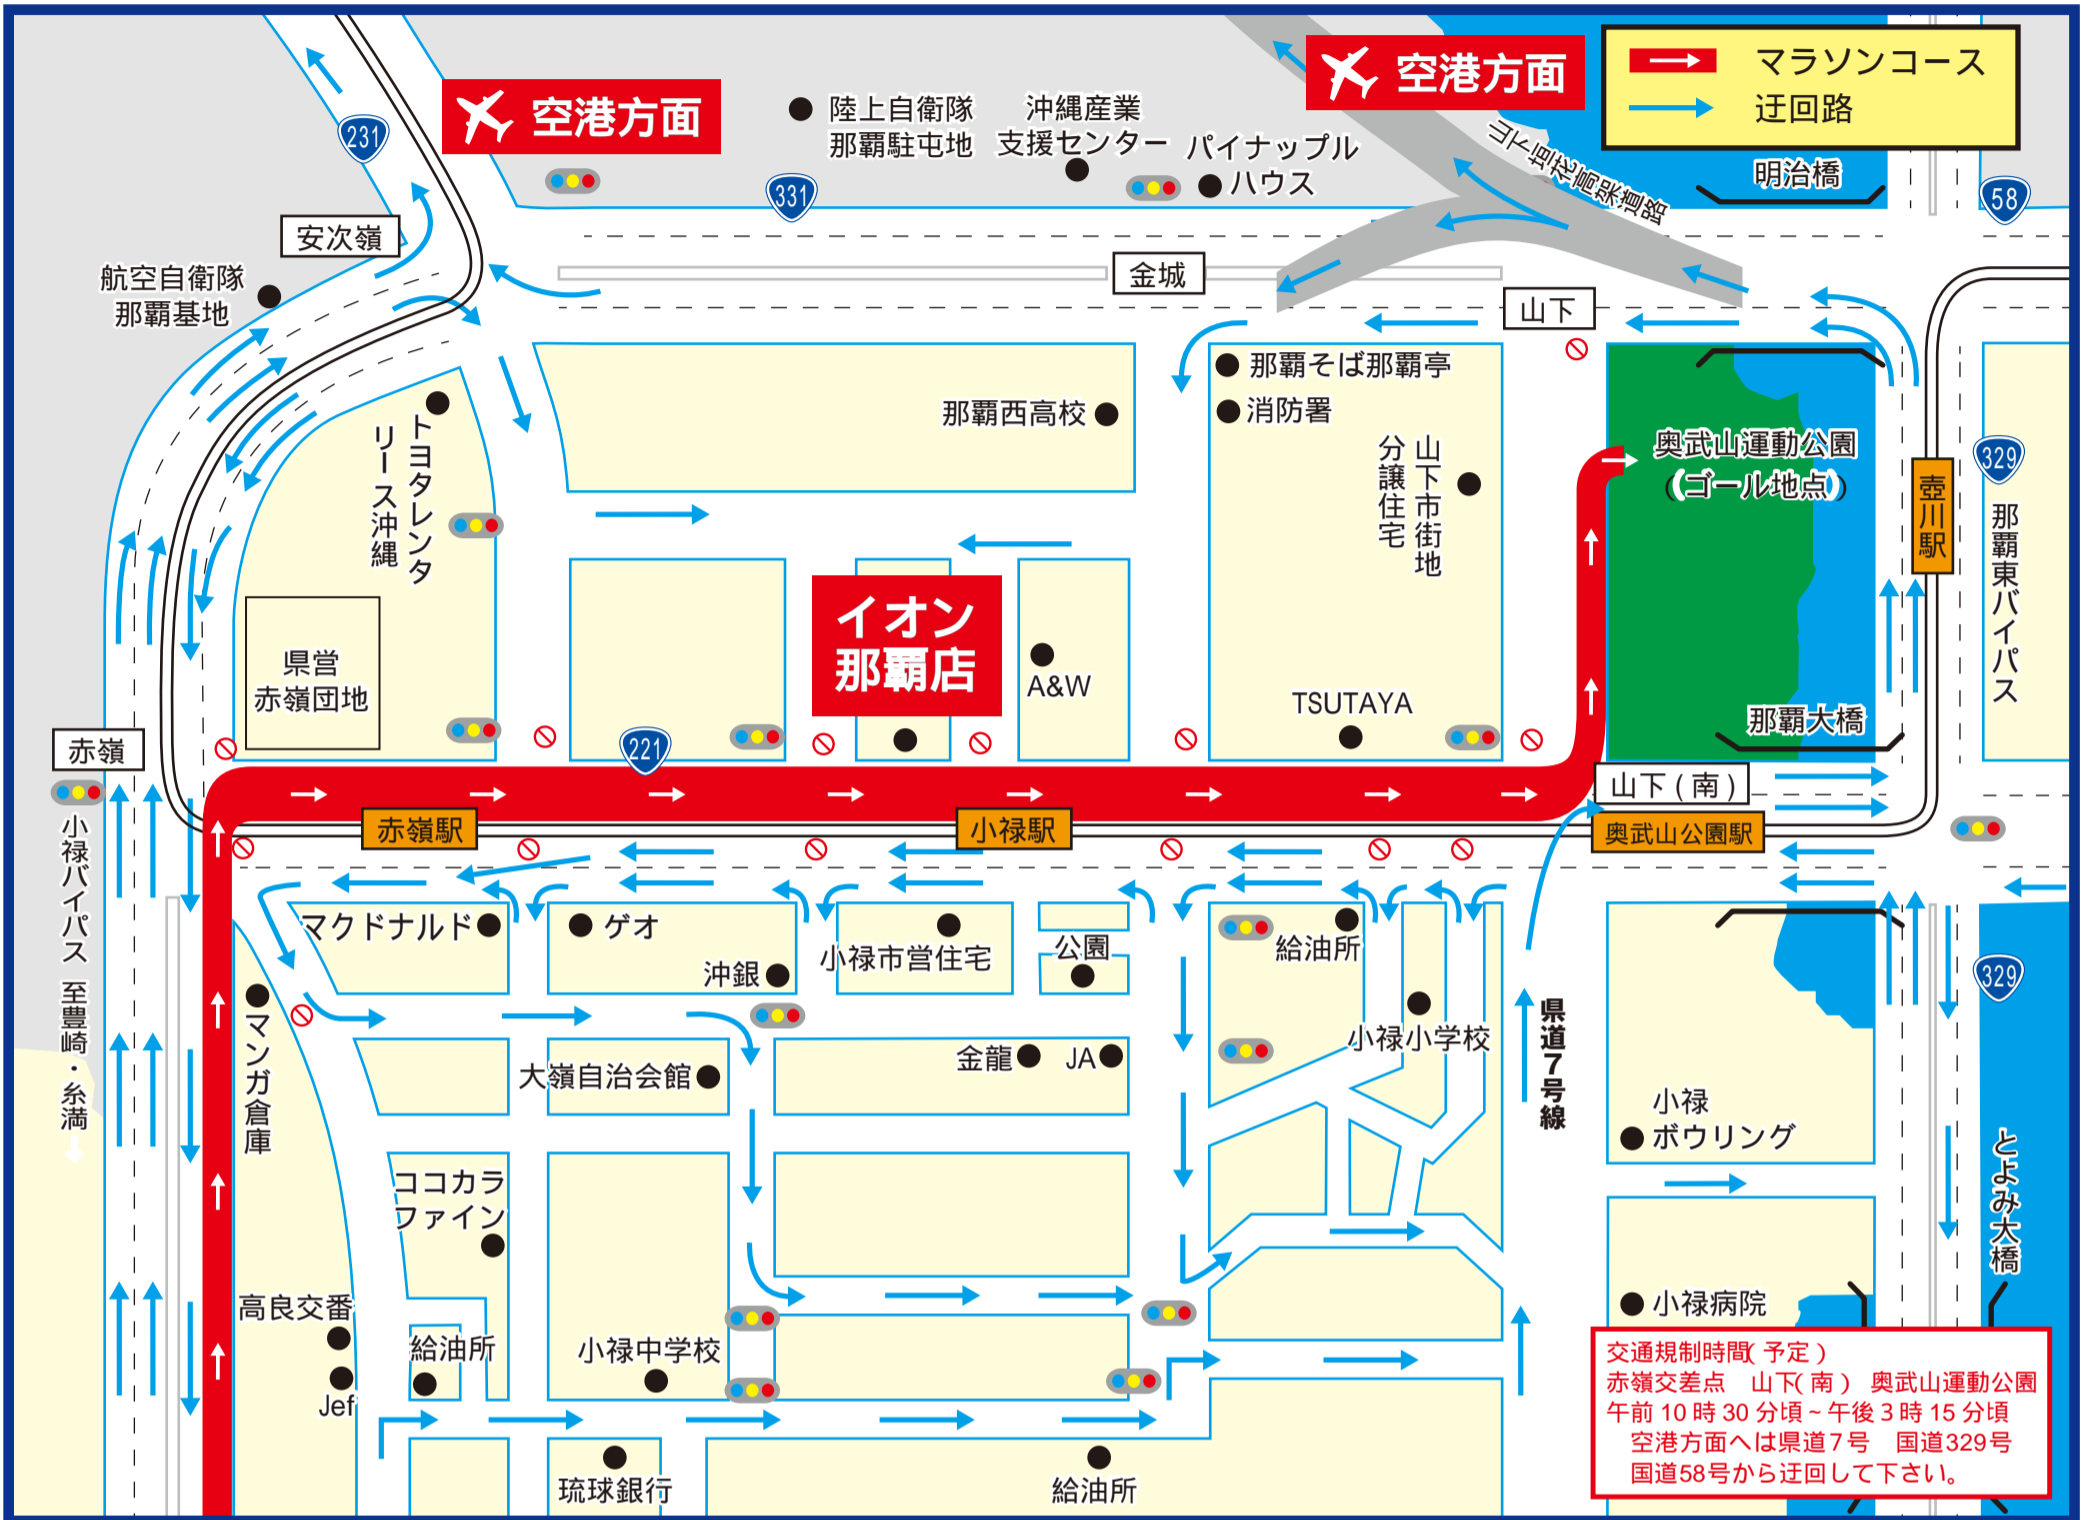 空港方面
空港方面
マラソンコース
迂回路
231
331
58
陸上自衛隊
那覇駐屯地
沖縄産業
支援センター
パイナップル
ハウス
山下垣花高架道路
明治橋
安次嶺
航空自衛隊
那覇基地
金城
山下
那覇そば那覇亭
消防署
那覇西高校
トヨタレンタ
リース沖縄
山下市街地
分譲住宅
奥武山運動公園
(ゴール地点)
壺川駅
329
那覇東バイパス
イオン
那覇店
A&W
TSUTAYA
県営
赤嶺団地
赤嶺
221
那覇大橋
山下(南)
赤嶺駅
小禄駅
奥武山公園駅
小禄バイパス 至豊崎・糸満
マクドナルド
ゲオ
沖銀
小禄市営住宅
公園
給油所
小禄小学校
県道7号線
329
マンガ倉庫
大嶺自治会館
金龍
JA
小禄
ボウリング
とよみ大橋
ココカラ
ファイン
高良交番
Jef
給油所
小禄中学校
小禄病院
琉球銀行
給油所
交通規制時間(予定)
赤嶺交差点 山下(南) 奥武山運動公園
午前10時30分頃~午後3時15分頃
空港方面へは県道7号 国道329号
国道58号から迂回して下さい。